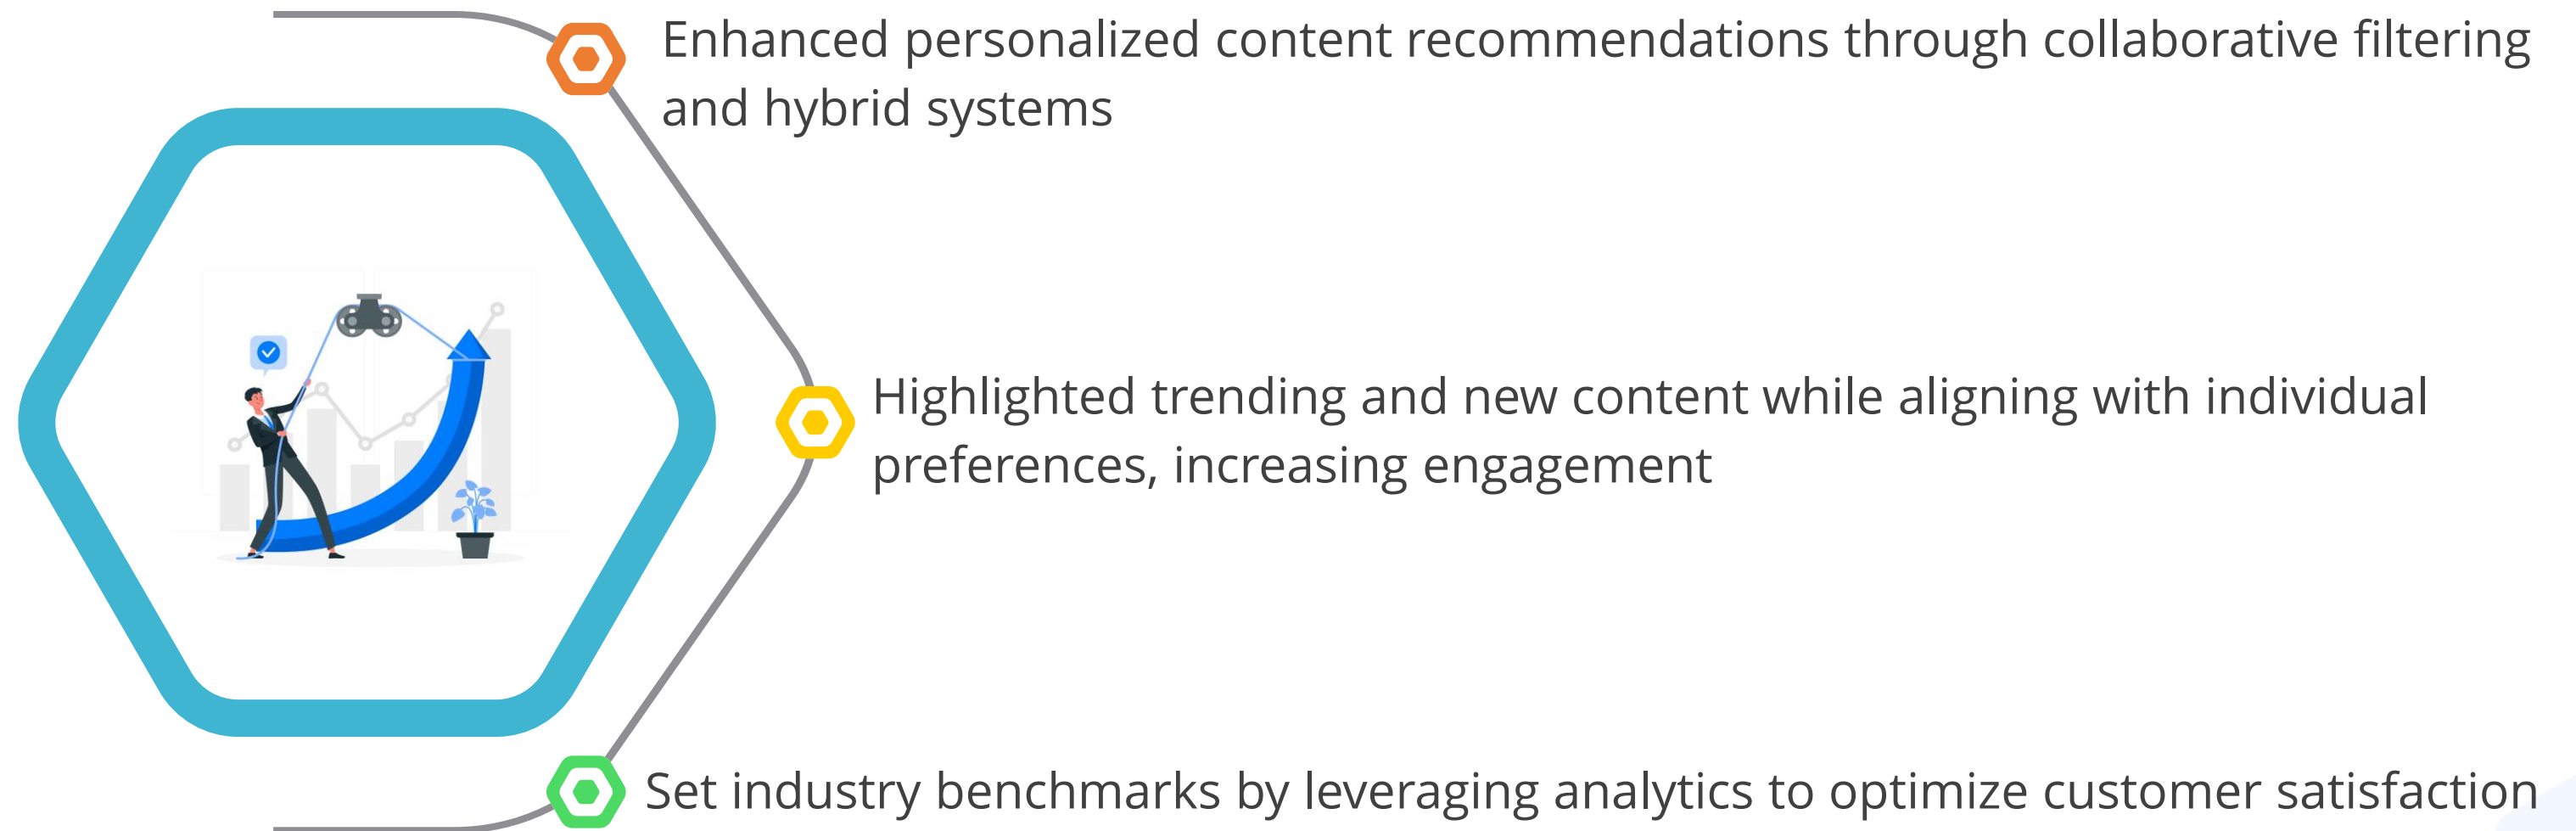 Enhanced personalized content recommendations through collaborative filtering
and hybrid systems
Highlighted trending and new content while aligning with individual
preferences, increasing engagement
Set industry benchmarks by leveraging analytics to optimize customer satisfaction